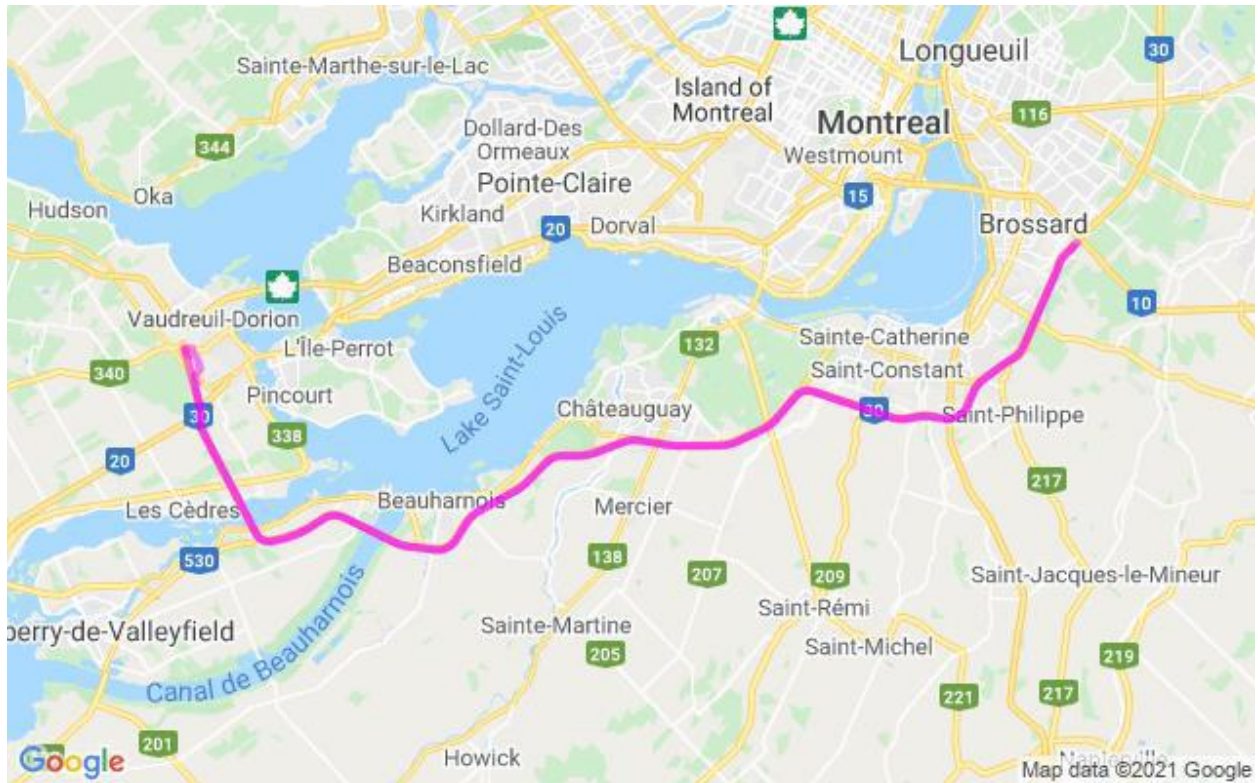 Sainte-Marthe-sur-le-Lac
Longueuil
30
Island of
Montreal
116
344
Dollard-Des
Ormeaux
Montreal
Westmount
Pointe-Claire
15
Oka
Hudson
Kirkland
20
Dorval
Brossard
Beaconsfield
10
Vaudreuil-Dorion
L'Île-Perrot
132
Sainte-Catherine
340
Saint-Constant
Pincourt
Lake Saint-Louis
Châteauguay
30
30
Saint-Philippe
338
20
217
Les Cèdres
Beauharnois
Mercier
530
138
207
209
Saint-Jacques-le-Mineur
Canal de Beauharnois
Saint-Rémi
perry-de-Valleyfield
Sainte-Martine
Saint-Michel
205
219
221
217
201
Howick
Google
Map data ©2021 Google